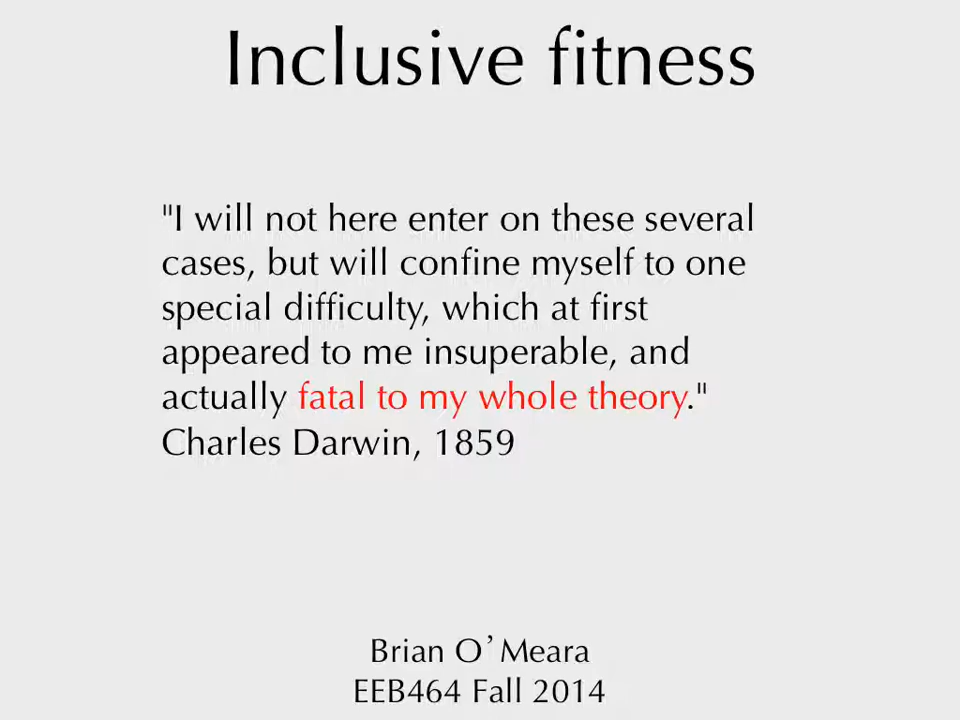 Inclusive fitness
"I will not here enter on these several
cases, but will confine myself to one
special difficulty, which at first
appeared to me insuperable, and
actually fatal to my whole theory."
Charles Darwin, 1859
Brian O’Meara
EEB464 Fall 2014